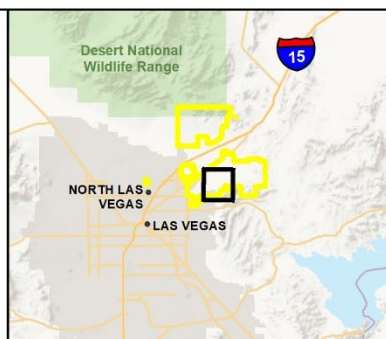 Desert National
Wildlife Range
15
NORTH LAS
VEGAS
LAS VEGAS